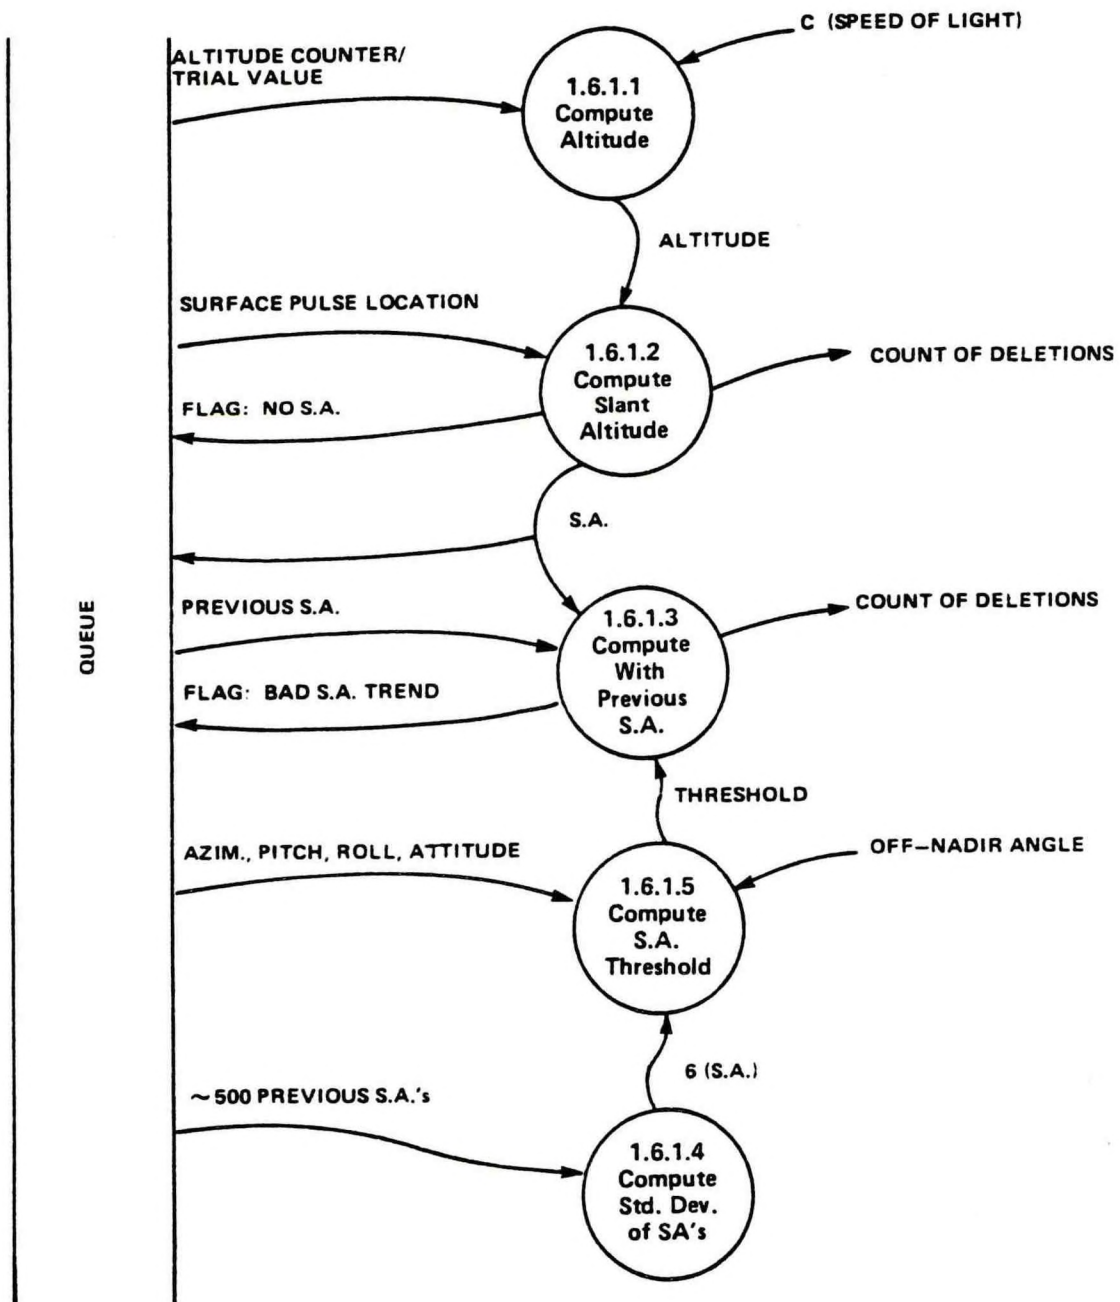 C (SPEED OF LIGHT)
ALTITUDE COUNTER/
TRIAL VALUE
1.6.1.1
Compute
Altitude
ALTITUDE
SURFACE PULSE LOCATION
1.6.1.2
Compute
Slant
Altitude
COUNT OF DELETIONS
FLAG: NO S.A.
S.A.
QUEUE
PREVIOUS S.A.
1.6.1.3
Compute
With
Previous
S.A.
COUNT OF DELETIONS
FLAG: BAD S.A. TREND
THRESHOLD
AZIM., PITCH, ROLL, ATTITUDE
OFF–NADIR ANGLE
1.6.1.5
Compute
S.A.
Threshold
6 (S.A.)
~500 PREVIOUS S.A.'s
1.6.1.4
Compute
Std. Dev.
of SA's